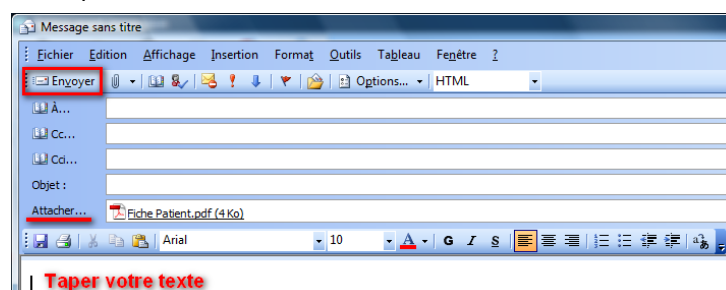 Message sans titre
Fichier Edition Affichage Insertion Format Outils Tableau Fenêtre ?
Envoyer Options... HTML
À...
Cc...
Cci...
Objet :
Attacher... Fiche Patient.pdf (4 Ko)
Arial 10 A G I S
Taper votre texte